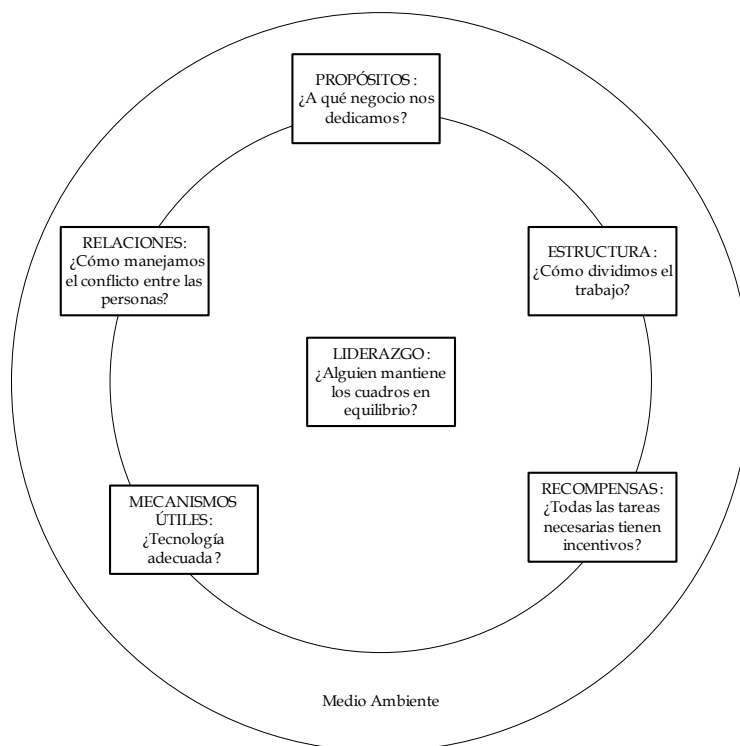 PROPÓSITOS :
¿A qué negocio nos
dedicamos ?
RELACIONES:
¿Cómo manejamos
el conflicto entre las
personas?
ESTRUCTURA :
¿Cómo dividimos el
trabajo?
LIDERAZGO :
¿Alguien mantiene
los cuadros en
equilibrio?
MECANISMOS
ÚTILES:
¿Tecnología
adecuada ?
RECOMPENSAS :
¿Todas las tareas
necesarias tienen
incentivos?
Medio Ambiente